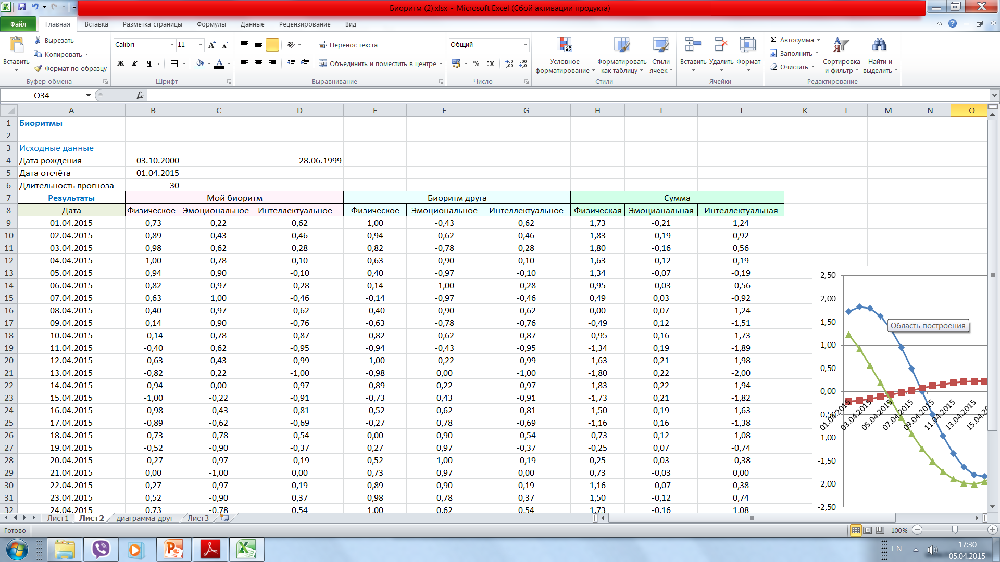 Биоритм (2).xlsx - Microsoft Excel (Сбой активации продукта)
Файл Главная Вставка Разметка страницы Формулы Данные Рецензирование Вид
Вставить Вырезать Копировать Формат по образцу
Calibri 11 Ж К Ч
Перенос текста
Объединить и поместить в центре
Общий % 000
Условное форматирование Форматировать как таблицу Стили ячеек
Вставить Удалить Формат
Σ Автосумма Заполнить Очистить Сортировка и фильтр Найти и выделить
Буфер обмена Шрифт Выравнивание Число Стили Ячейки Редактирование
O34 fx
A B C D E F G H I J K L M N O
1 Биоритмы
2
3 Исходные данные
4 Дата рождения 03.10.2000 28.06.1999
5 Дата отсчёта 01.04.2015
6 Длительность прогноза 30
7 Результаты Мой биоритм Биоритм друга Сумма
8 Дата Физическое Эмоциональное Интеллектуальное Физическое Эмоциональное Интеллектуальное Физическая Эмоцианальная Интеллектуальная
9 01.04.2015 0,73 0,22 0,62 1,00 -0,43 0,62 1,73 -0,21 1,24
10 02.04.2015 0,89 0,43 0,46 0,94 -0,62 0,46 1,83 -0,19 0,92
11 03.04.2015 0,98 0,62 0,28 0,82 -0,78 0,28 1,80 -0,16 0,56
12 04.04.2015 1,00 0,78 0,10 0,63 -0,90 0,10 1,63 -0,12 0,19
13 05.04.2015 0,94 0,90 -0,10 0,40 -0,97 -0,10 1,34 -0,07 -0,19
14 06.04.2015 0,82 0,97 -0,28 0,14 -1,00 -0,28 0,95 -0,03 -0,56
15 07.04.2015 0,63 1,00 -0,46 -0,14 -0,97 -0,46 0,49 0,03 -0,92
16 08.04.2015 0,40 0,97 -0,62 -0,40 -0,90 -0,62 0,00 0,07 -1,24
17 09.04.2015 0,14 0,90 -0,76 -0,63 -0,78 -0,76 -0,49 0,12 -1,51
18 10.04.2015 -0,14 0,78 -0,87 -0,82 -0,62 -0,87 -0,95 0,16 -1,73
19 11.04.2015 -0,40 0,62 -0,95 -0,94 -0,43 -0,95 -1,34 0,19 -1,89
20 12.04.2015 -0,63 0,43 -0,99 -1,00 -0,22 -0,99 -1,63 0,21 -1,98
21 13.04.2015 -0,82 0,22 -1,00 -0,98 0,00 -1,00 -1,80 0,22 -2,00
22 14.04.2015 -0,94 0,00 -0,97 -0,89 0,22 -0,97 -1,83 0,22 -1,94
23 15.04.2015 -1,00 -0,22 -0,91 -0,73 0,43 -0,91 -1,73 0,21 -1,82
24 16.04.2015 -0,98 -0,43 -0,81 -0,52 0,62 -0,81 -1,50 0,19 -1,63
25 17.04.2015 -0,89 -0,62 -0,69 -0,27 0,78 -0,69 -1,16 0,16 -1,38
26 18.04.2015 -0,73 -0,78 -0,54 0,00 0,90 -0,54 -0,73 0,12 -1,08
27 19.04.2015 -0,52 -0,90 -0,37 0,27 0,97 -0,37 -0,25 0,07 -0,74
28 20.04.2015 -0,27 -0,97 -0,19 0,52 1,00 -0,19 0,25 0,03 -0,38
29 21.04.2015 0,00 -1,00 0,00 0,73 0,97 0,00 0,73 -0,03 0,00
30 22.04.2015 0,27 -0,97 0,19 0,89 0,90 0,19 1,16 -0,07 0,38
31 23.04.2015 0,52 -0,90 0,37 0,98 0,78 0,37 1,50 -0,12 0,74
32 24.04.2015 0,73 -0,78 0,54 1,00 0,62 0,54 1,73 -0,16 1,08
2,50
2,00
1,50
1,00
0,50
0,00
-0,50
-1,00
-1,50
-2,00
-2,50
Область построения
01.04.2015 03.04.2015 05.04.2015 07.04.2015 09.04.2015 11.04.2015 13.04.2015
Лист1 Лист2 диаграмма друг Лист3
Готово 100%
EN 17:30
05.04.2015